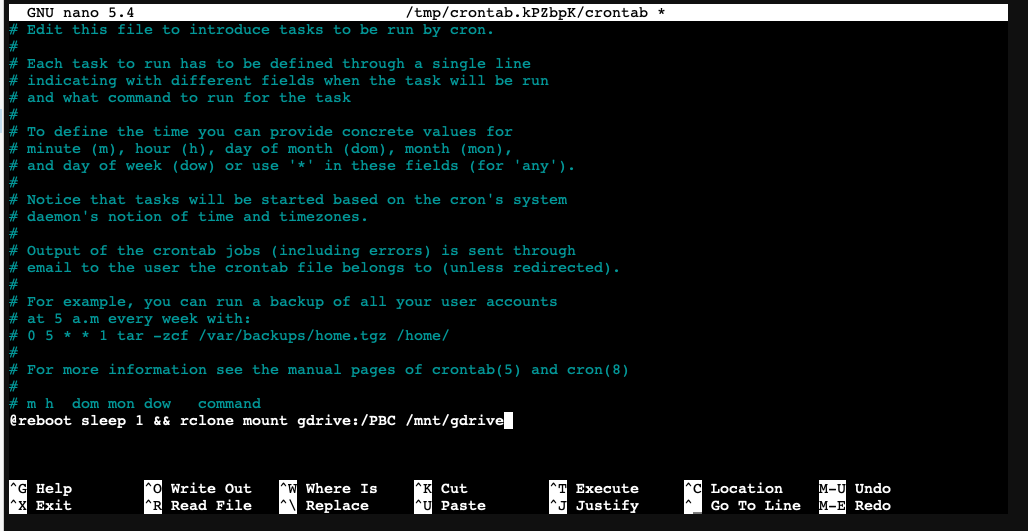 GNU nano 5.4 /tmp/crontab.kPZbpK/crontab *
# Edit this file to introduce tasks to be run by cron.
#
# Each task to run has to be defined through a single line
# indicating with different fields when the task will be run
# and what command to run for the task
#
# To define the time you can provide concrete values for
# minute (m), hour (h), day of month (dom), month (mon),
# and day of week (dow) or use '*' in these fields (for 'any').
#
# Notice that tasks will be started based on the cron's system
# daemon's notion of time and timezones.
#
# Output of the crontab jobs (including errors) is sent through
# email to the user the crontab file belongs to (unless redirected).
#
# For example, you can run a backup of all your user accounts
# at 5 a.m every week with:
# 0 5 * * 1 tar -zcf /var/backups/home.tgz /home/
#
# For more information see the manual pages of crontab(5) and cron(8)
#
# m h  dom mon dow   command
@reboot sleep 1 && rclone mount gdrive:/PBC /mnt/gdrive
^G Help ^O Write Out ^W Where Is ^K Cut ^T Execute ^C Location M-U Undo
^X Exit ^R Read File ^\ Replace ^U Paste ^J Justify ^_ Go To Line M-E Redo